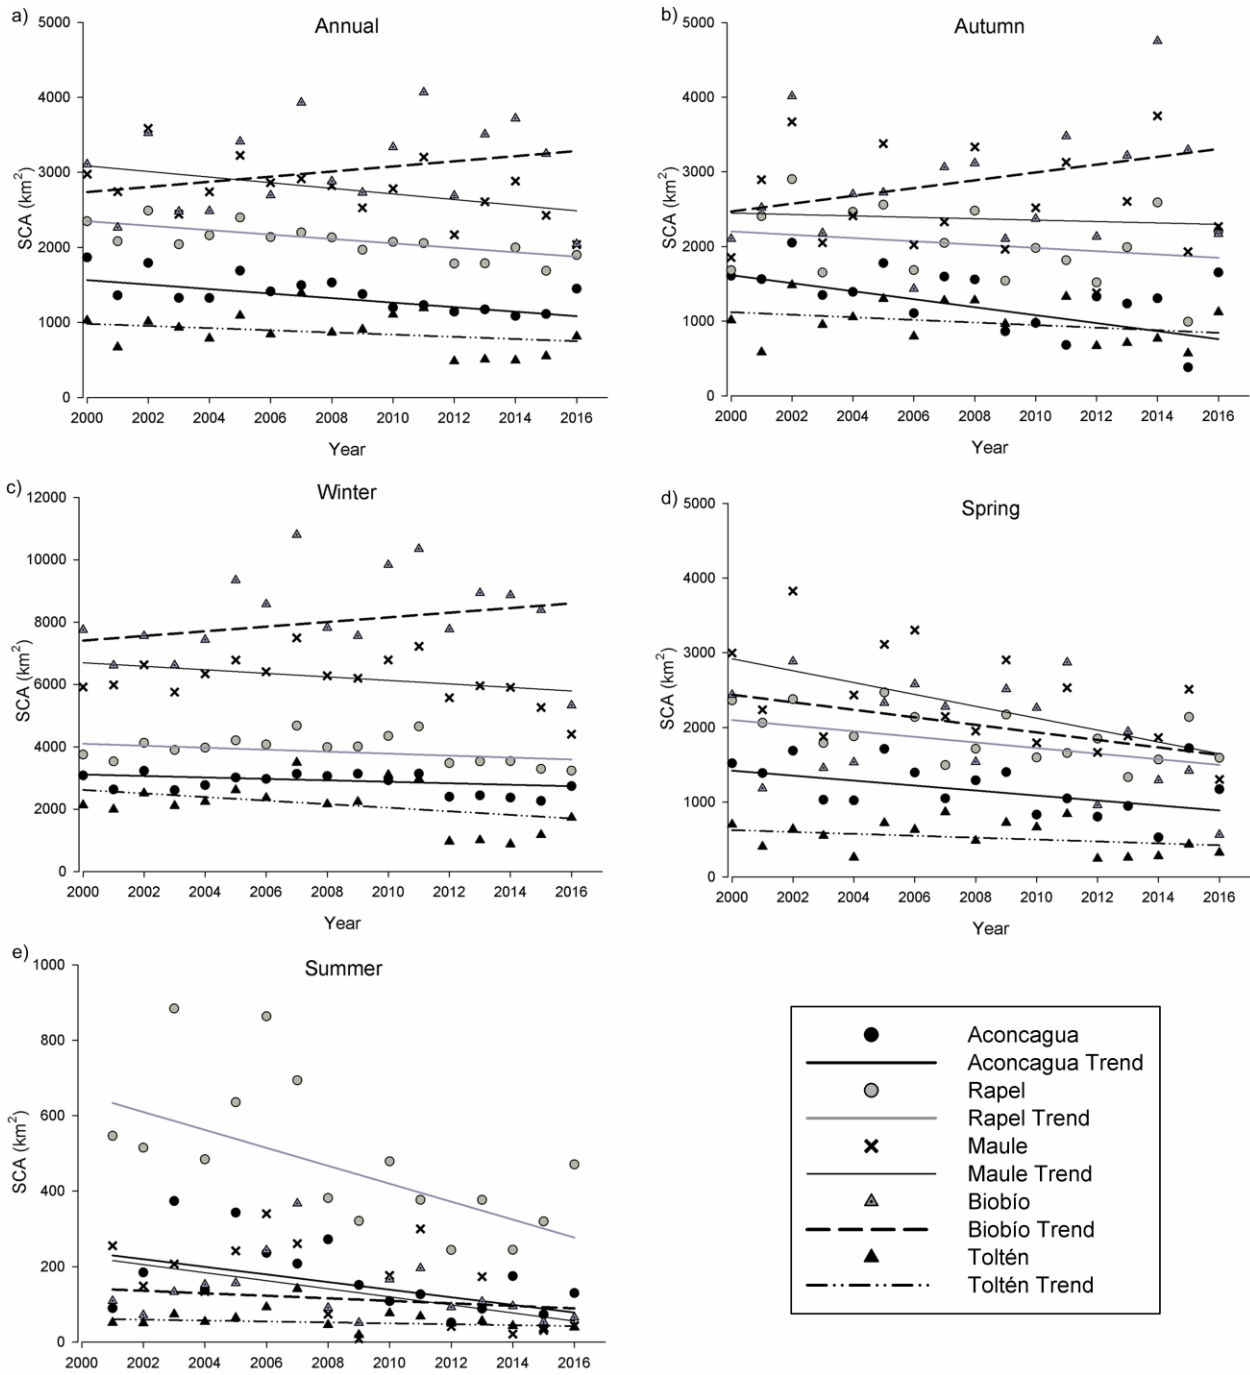 a)
Annual
5000
4000
3000
2000
1000
0
SCA (km2)
2000 2002 2004 2006 2008 2010 2012 2014 2016
Year
b)
Autumn
5000
4000
3000
2000
1000
0
SCA (km2)
2000 2002 2004 2006 2008 2010 2012 2014 2016
Year
c)
Winter
12000
10000
8000
6000
4000
2000
0
SCA (km2)
2000 2002 2004 2006 2008 2010 2012 2014 2016
Year
d)
Spring
5000
4000
3000
2000
1000
0
SCA (km2)
2000 2002 2004 2006 2008 2010 2012 2014 2016
Year
e)
Summer
1000
800
600
400
200
0
SCA (km2)
2000 2002 2004 2006 2008 2010 2012 2014 2016
Aconcagua
Aconcagua Trend
Rapel
Rapel Trend
Maule
Maule Trend
Biobío
Biobío Trend
Toltén
Toltén Trend